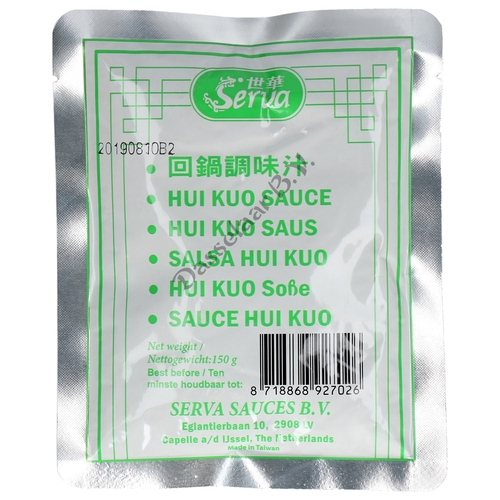 世華
Serva
20190810B2
• 回鍋調味汁
• HUI KUO SAUCE
• HUI KUO SAUS
• SALSA HUI KUO
• HUI KUO Soße
• SAUCE HUI KUO
Dasselaar B.V.
Net weight /
Nettogewicht:150 g
Best before / Ten
minste houdbaar tot:
8 718868 927026
SERVA SAUCES B.V.
Eglantierbaan 10, 2908 LV
Capelle a/d IJssel, The Netherlands
Made in Taiwan